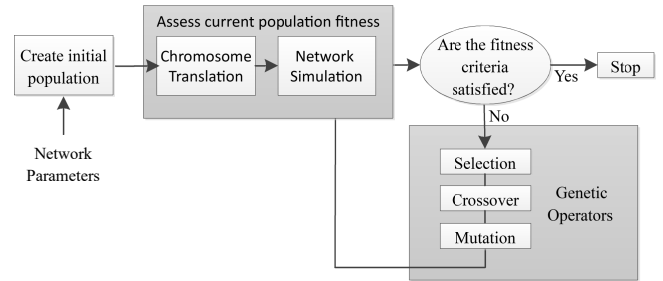 Assess current population fitness
Create initial
population
Chromosome
Translation
Network
Simulation
Are the fitness
criteria
satisfied?
Yes
Stop
No
Network
Parameters
Selection
Crossover
Mutation
Genetic
Operators